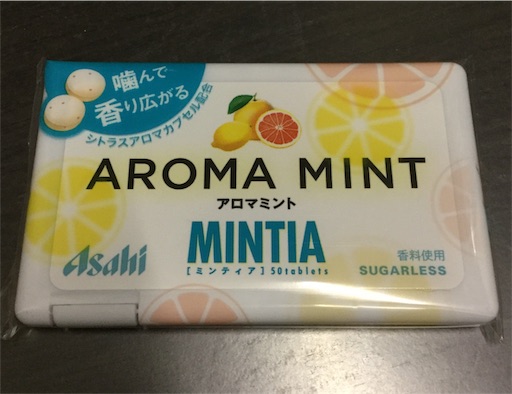 噛んで
香り広がる
シトラスアロマカプセル配合
AROMA MINT
アロマミント
Asahi
MINTIA
[ミンティア]50tablets
香料使用
SUGARLESS